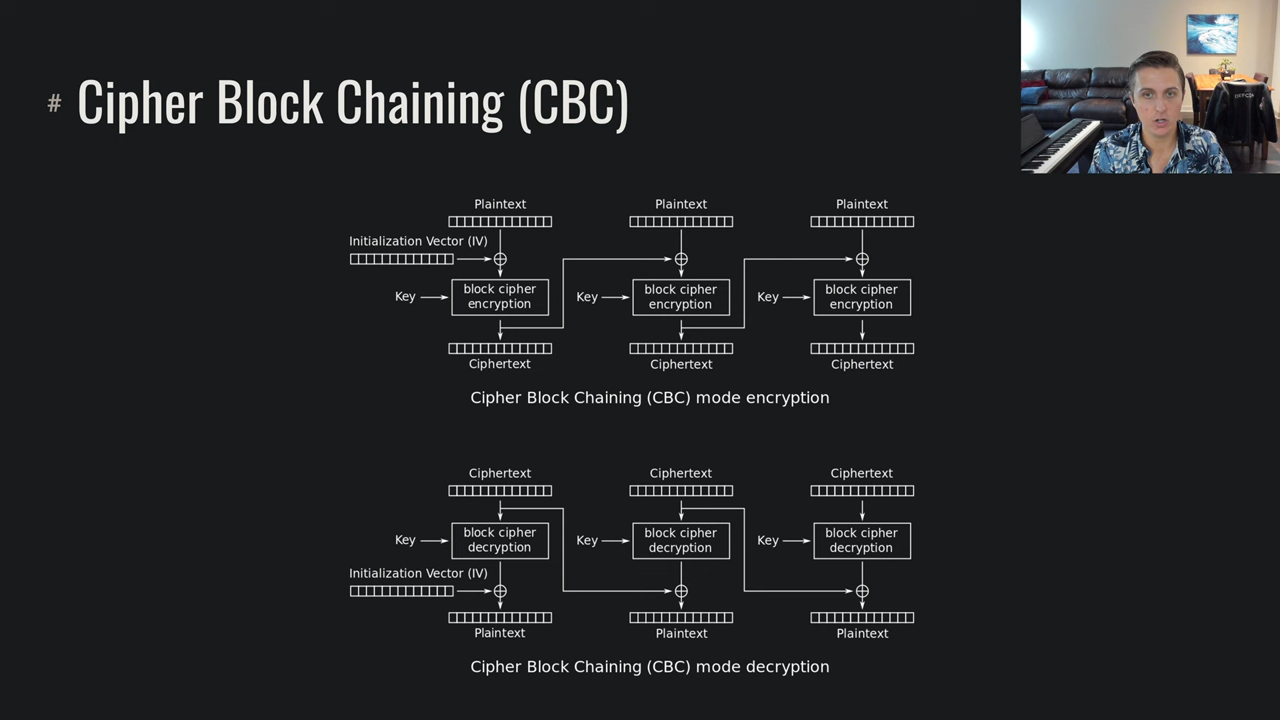 # Cipher Block Chaining (CBC)
DEFCON
Plaintext Plaintext Plaintext
Initialization Vector (IV)
Key block cipher encryption Key block cipher encryption Key block cipher encryption
Ciphertext Ciphertext Ciphertext
Cipher Block Chaining (CBC) mode encryption
Ciphertext Ciphertext Ciphertext
Key block cipher decryption Key block cipher decryption Key block cipher decryption
Initialization Vector (IV)
Plaintext Plaintext Plaintext
Cipher Block Chaining (CBC) mode decryption